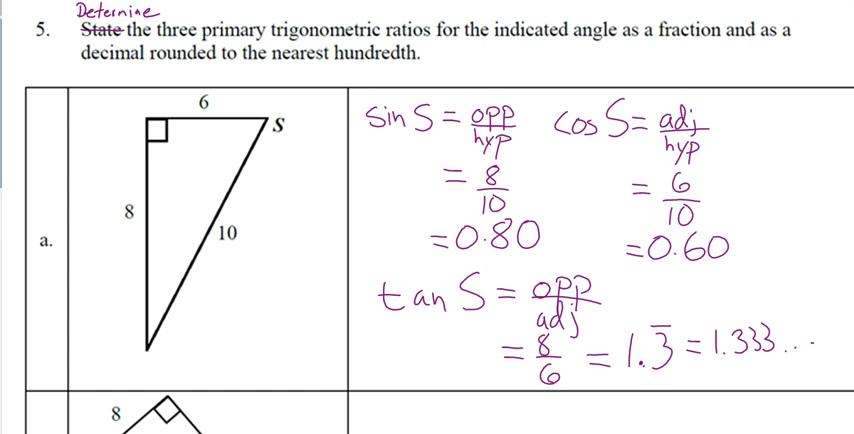 Determine
5. State the three primary trigonometric ratios for the indicated angle as a fraction and as a
decimal rounded to the nearest hundredth.
a.
6
S
8
10
sin S = opp/hyp
= 8/10
= 0.80
cos S = adj/hyp
= 6/10
= 0.60
tan S = opp/adj
= 8/6 = 1.3̅ = 1.333...
8